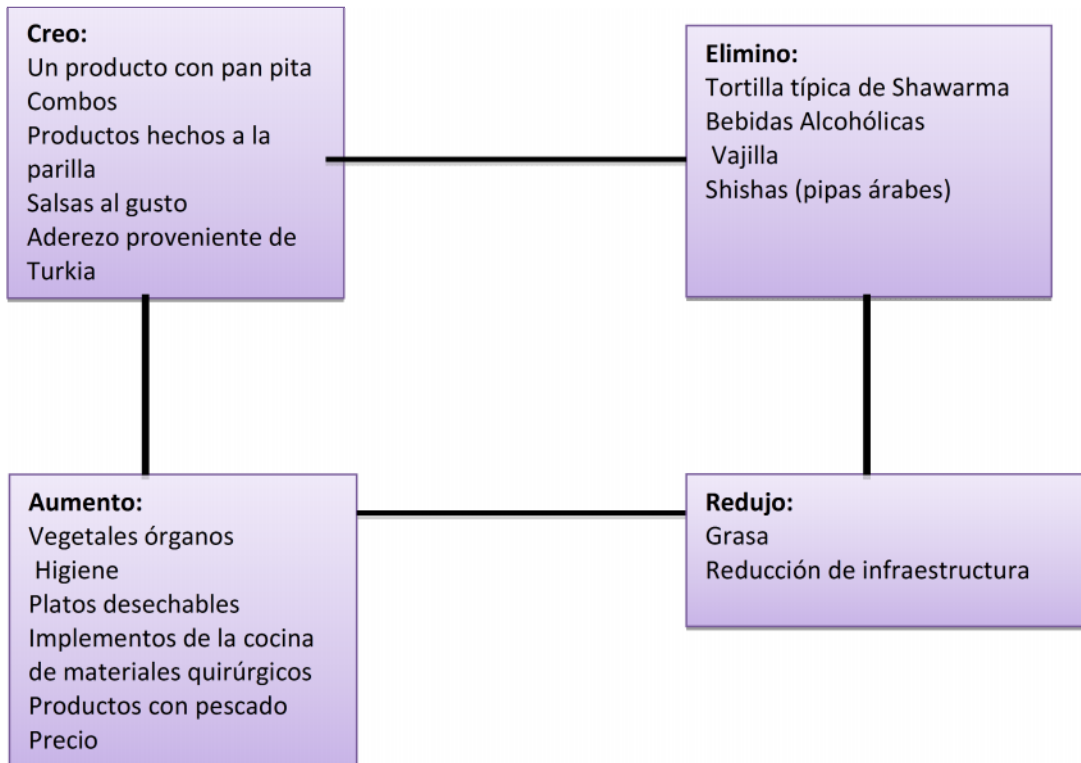 Creo:
Un producto con pan pita
Combos
Productos hechos a la
parilla
Salsas al gusto
Aderezo proveniente de
Turkia
Elimino:
Tortilla típica de Shawarma
Bebidas Alcohólicas
Vajilla
Shishas (pipas árabes)
Aumento:
Vegetales órganos
Higiene
Platos desechables
Implementos de la cocina
de materiales quirúrgicos
Productos con pescado
Precio
Redujo:
Grasa
Reducción de infraestructura